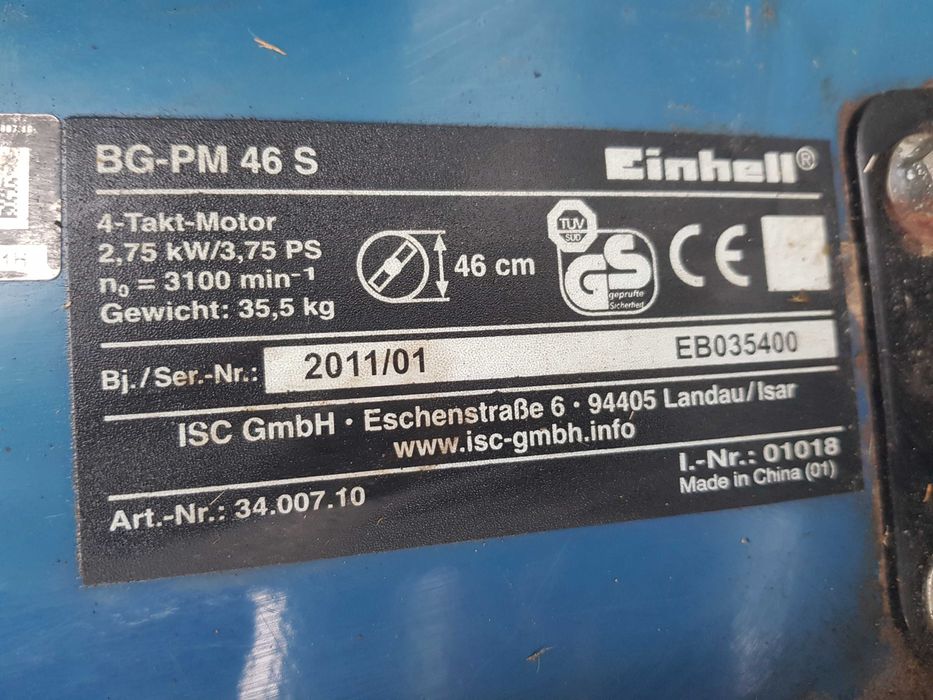 BG-PM 46 S
Einhell®
4-Takt-Motor
2,75 kW/3,75 PS
n₀ = 3100 min⁻¹
Gewicht: 35,5 kg
46 cm
TÜV
SÜD
GS
geprüfte
Sicherheit
CE
Bj./Ser.-Nr.: 2011/01 EB035400
ISC GmbH · Eschenstraße 6 · 94405 Landau/Isar
www.isc-gmbh.info
Art.-Nr.: 34.007.10
I.-Nr.: 01018
Made in China (01)